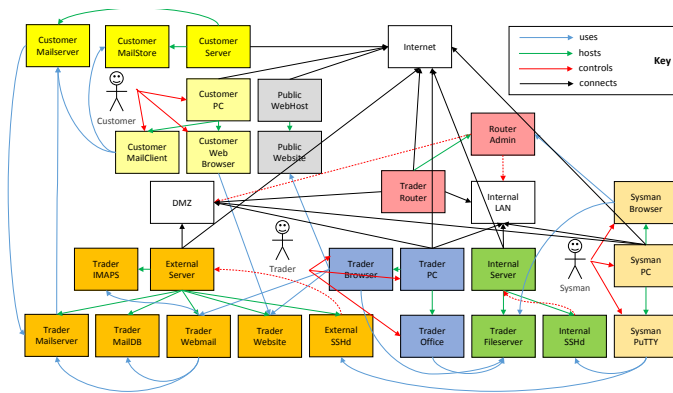 Customer
Mailserver
Customer
MailStore
Customer
Server
Internet
uses
hosts
controls
connects
Key
Customer
Customer
PC
Public
WebHost
Customer
MailClient
Customer
Web
Browser
Public
Website
Router
Admin
DMZ
Trader
Router
Internal
LAN
Sysman
Browser
Trader
IMAPS
External
Server
Trader
Trader
Browser
Trader
PC
Internal
Server
Sysman
Sysman
PC
Trader
Mailserver
Trader
MailDB
Trader
Webmail
Trader
Website
External
SSHd
Trader
Office
Trader
Fileserver
Internal
SSHd
Sysman
PuTTY